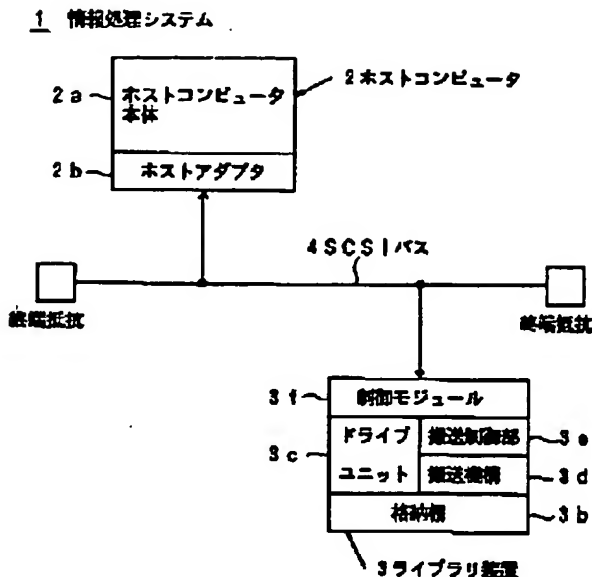 1 情報処理システム
2a ホストコンピュータ本体
2ホストコンピュータ
2b ホストアダプタ
4SCSIバス
終端抵抗
終端抵抗
3f 制御モジュール
3c ドライブユニット
搬送制御部 3e
搬送機構 3d
格納棚 3b
3ライブラリ装置